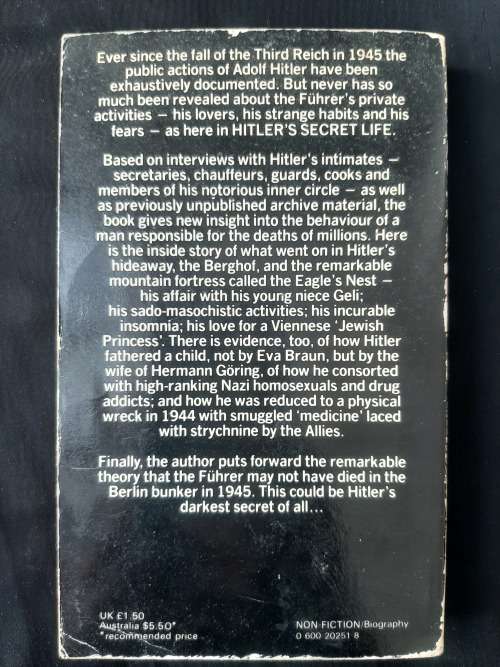 Ever since the fall of the Third Reich in 1945 the
public actions of Adolf Hitler have been
exhaustively documented. But never has so
much been revealed about the Führer's private
activities – his lovers, his strange habits and his
fears – as here in HITLER'S SECRET LIFE.
Based on interviews with Hitler's intimates –
secretaries, chauffeurs, guards, cooks and
members of his notorious inner circle – as well
as previously unpublished archive material, the
book gives new insight into the behaviour of a
man responsible for the deaths of millions. Here
is the inside story of what went on in Hitler's
hideaway, the Berghof, and the remarkable
mountain fortress called the Eagle's Nest –
his affair with his young niece Geli;
his sado-masochistic activities; his incurable
insomnia; his love for a Viennese 'Jewish
Princess'. There is evidence, too, of how Hitler
fathered a child, not by Eva Braun, but by the
wife of Hermann Göring, of how he consorted
with high-ranking Nazi homosexuals and drug
addicts; and how he was reduced to a physical
wreck in 1944 with smuggled 'medicine' laced
with strychnine by the Allies.
Finally, the author puts forward the remarkable
theory that the Führer may not have died in the
Berlin bunker in 1945. This could be Hitler's
darkest secret of all...
UK £1.50
Australia $5.50*
*recommended price
NON-FICTION/Biography
0 600 20251 8